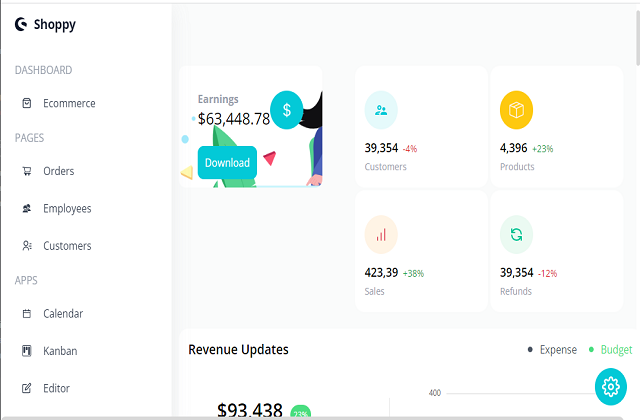 Shoppy
DASHBOARD
Ecommerce
PAGES
Orders
Employees
Customers
APPS
Calendar
Kanban
Editor
Earnings
$63,448.78
$
Download
39,354 -4%
Customers
4,396 +23%
Products
423,39 +38%
Sales
39,354 -12%
Refunds
Revenue Updates
Expense
Budget
$93,438 23%
400